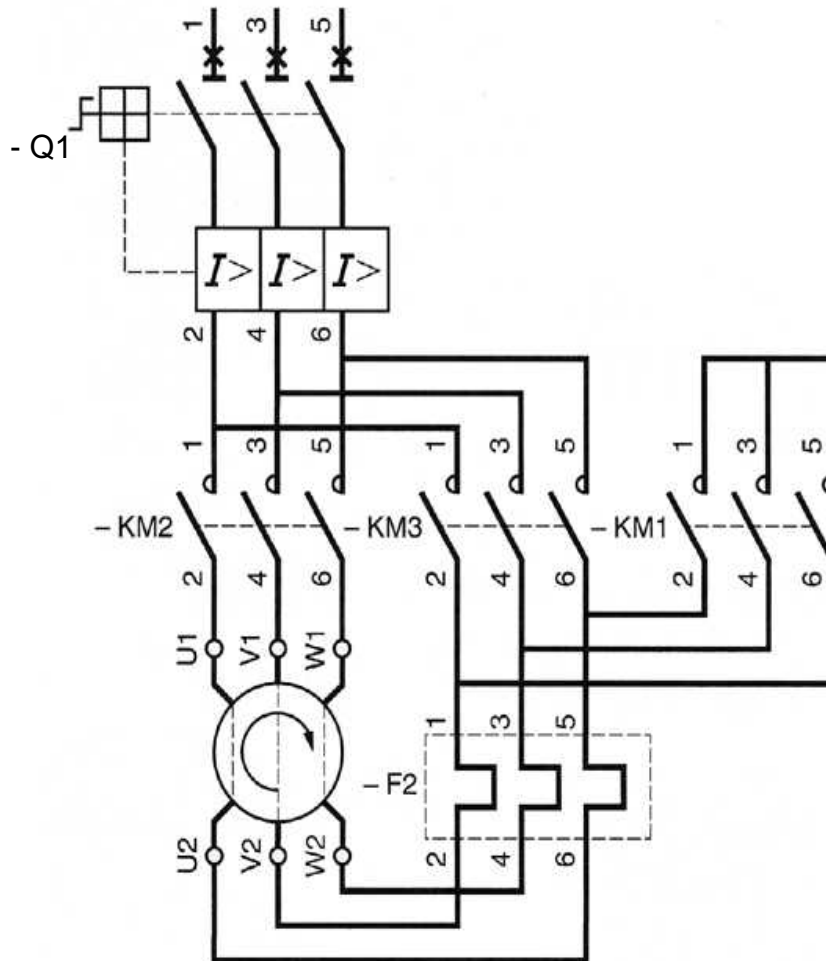 1 3 5
- Q1
I> I> I>
2 4 6
1 3 5 1 3 5 1 3 5
– KM2 – KM3 – KM1
2 4 6 2 4 6 2 4 6
U1 V1 W1
1 3 5
– F2
U2 V2 W2 2 4 6